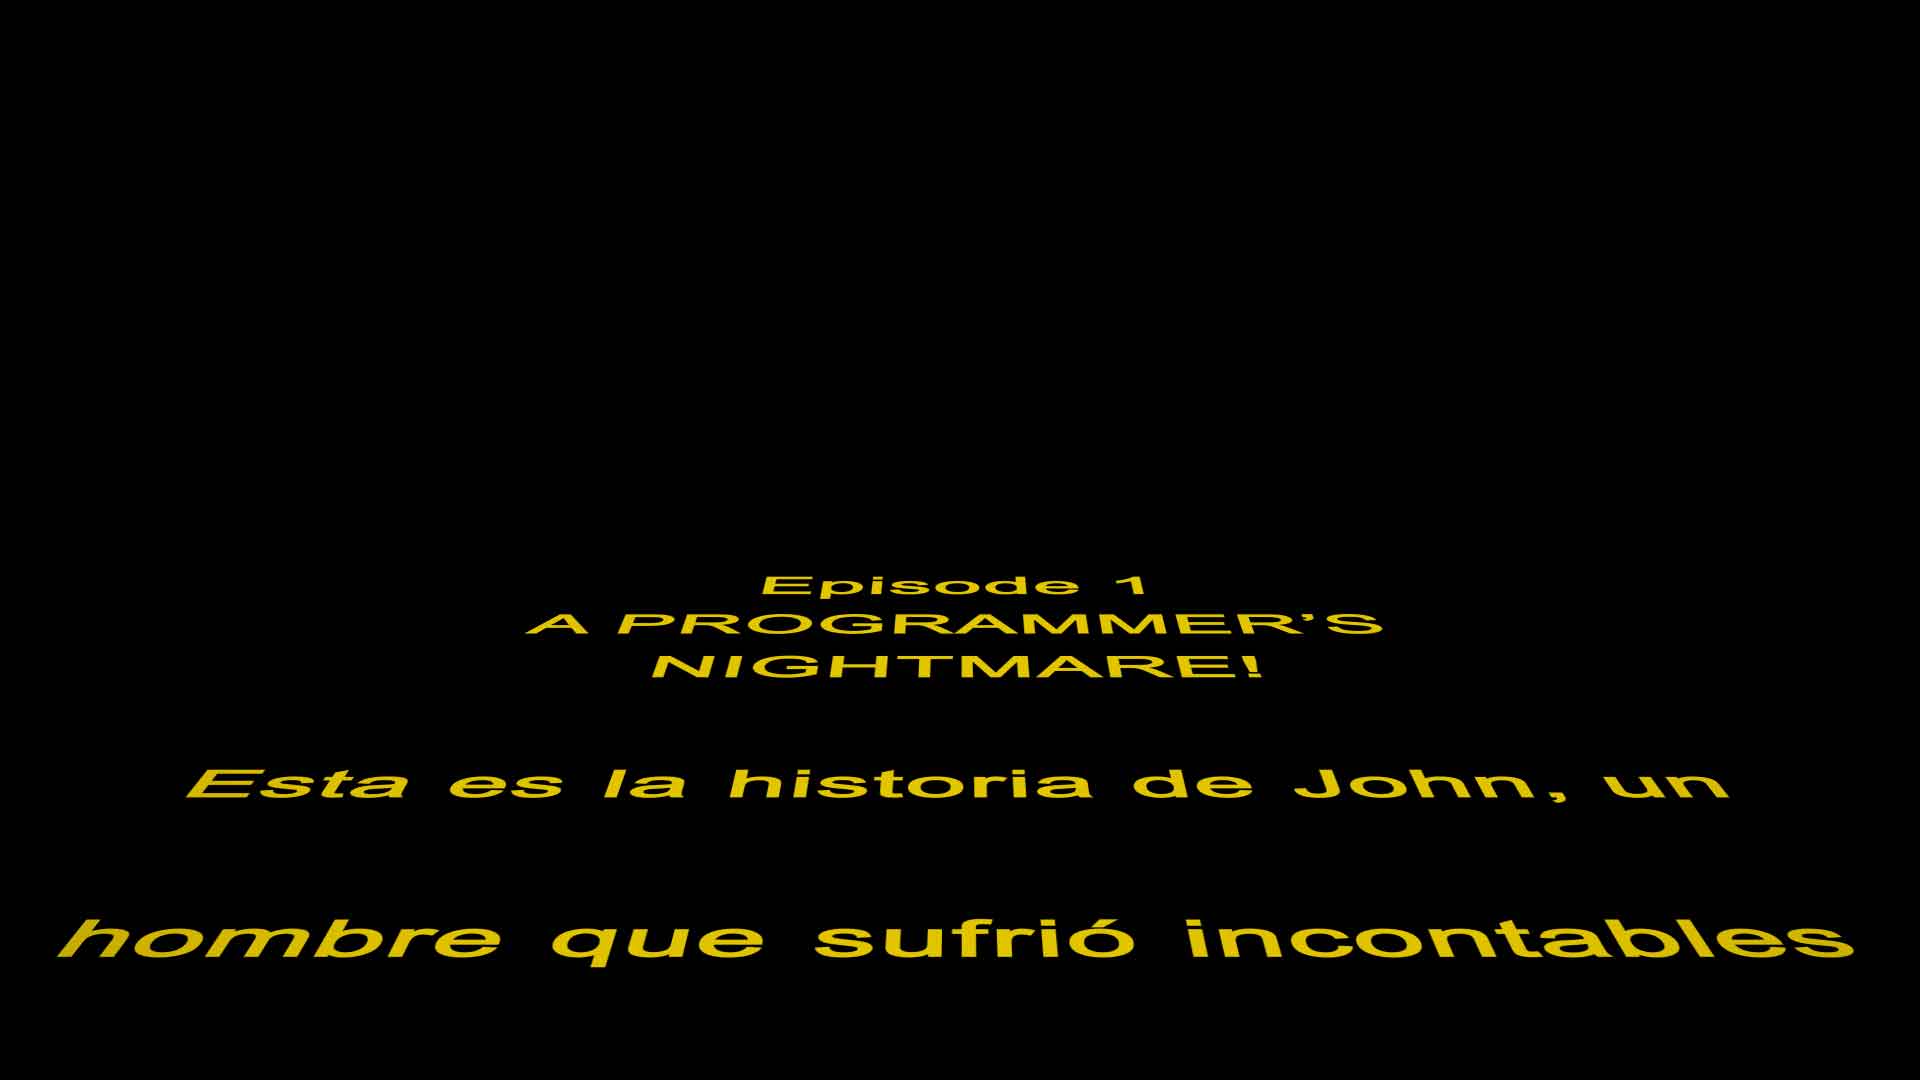 Episode 1
A PROGRAMMER’S
NIGHTMARE!
Esta es la historia de John, un
hombre que sufrió incontables